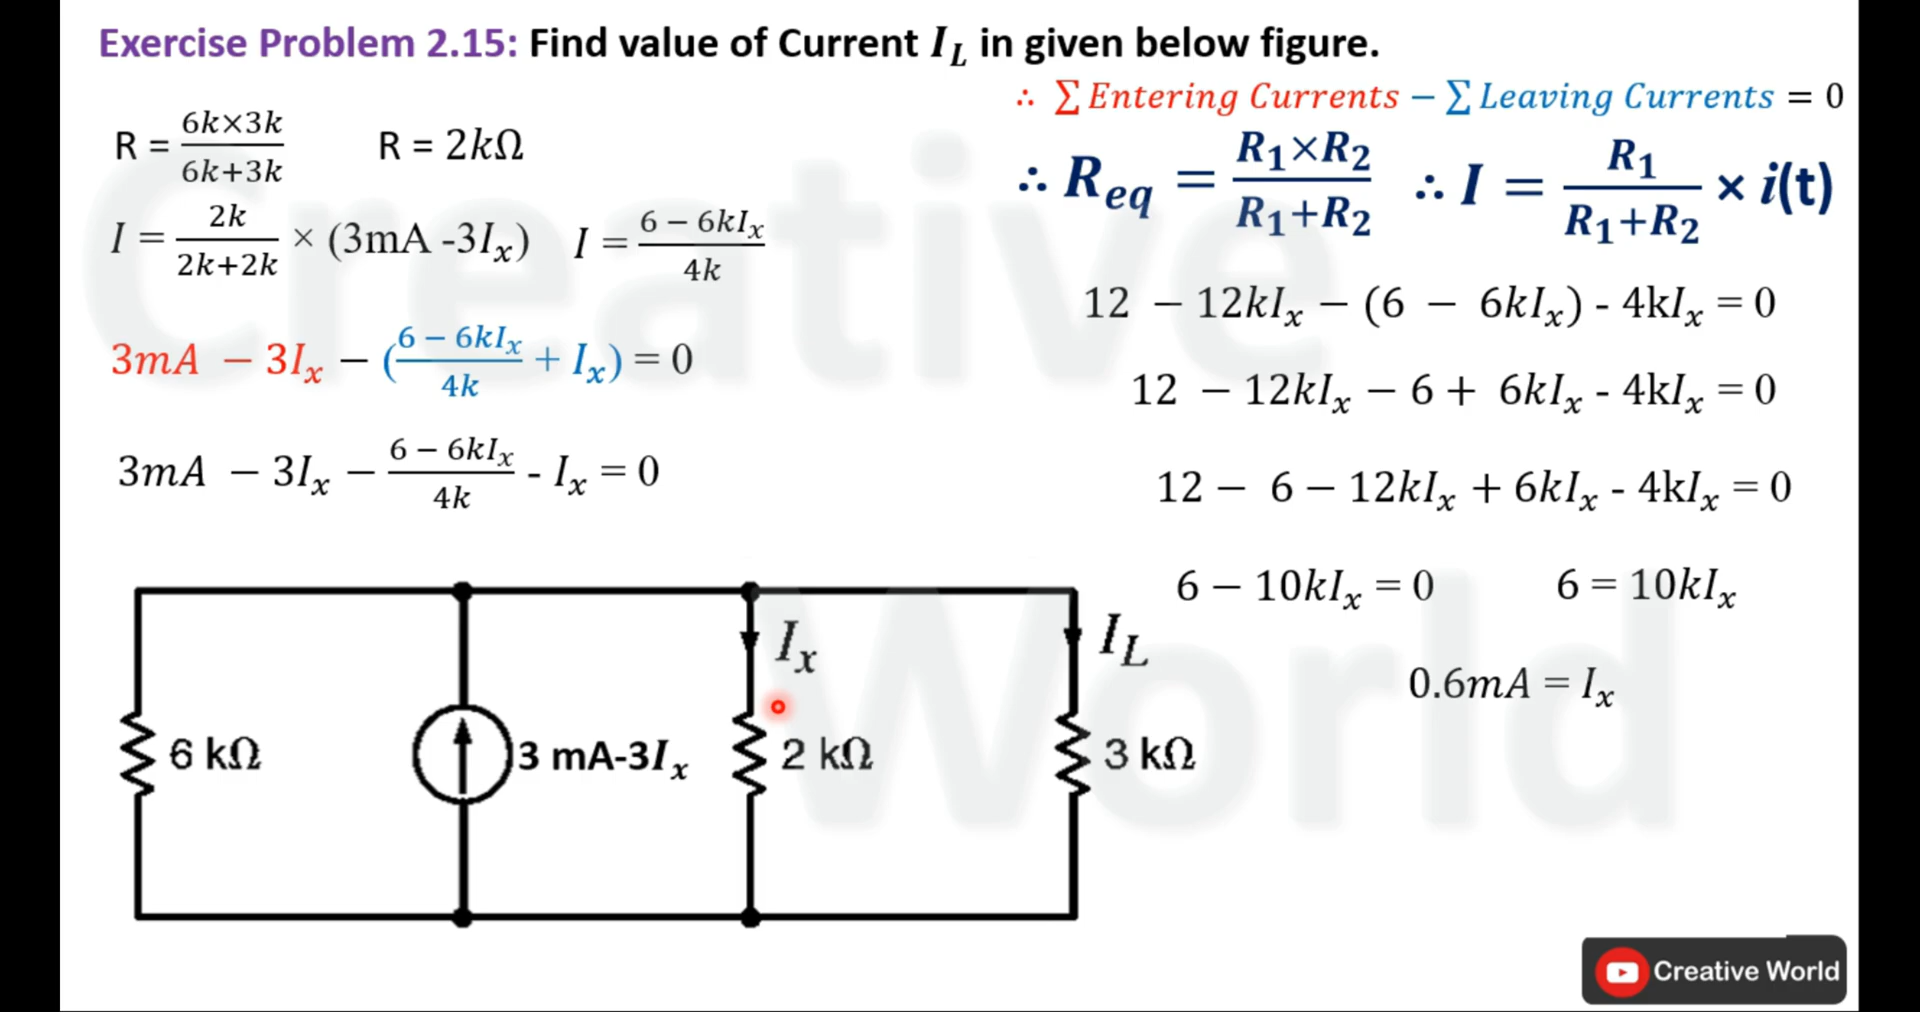 Exercise Problem 2.15: Find value of Current I_L in given below figure.
∴ ∑Entering Currents − ∑Leaving Currents = 0
R = (6k×3k)/(6k+3k)    R = 2kΩ
∴ R_eq = (R₁×R₂)/(R₁+R₂)    ∴ I = R₁/(R₁+R₂) × i(t)
I = 2k/(2k+2k) × (3mA -3I_x)    I = (6 − 6kI_x)/4k
3mA − 3I_x − ((6 − 6kI_x)/4k + I_x) = 0
3mA − 3I_x − (6 − 6kI_x)/4k - I_x = 0
12 − 12kI_x − (6 − 6kI_x) - 4kI_x = 0
12 − 12kI_x − 6 + 6kI_x - 4kI_x = 0
12 − 6 − 12kI_x + 6kI_x - 4kI_x = 0
6 − 10kI_x = 0    6 = 10kI_x
0.6mA = I_x
I_x
I_L
6 kΩ
3 mA-3I_x
2 kΩ
3 kΩ
Creative
World
Creative World